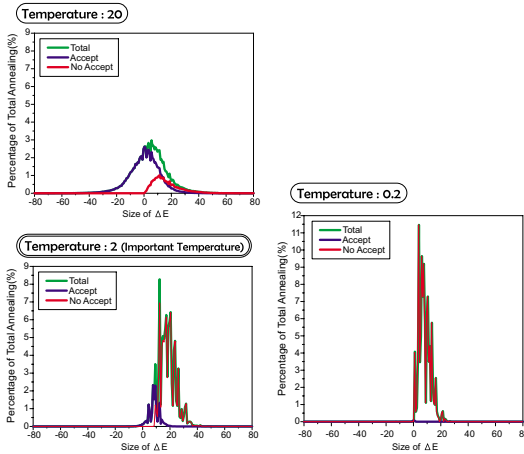 Temperature : 20
Percentage of Total Annealing(%)
9
8
7
6
5
4
3
2
1
0
Total
Accept
No Accept
-80 -60 -40 -20 0 20 40 60 80
Size of ΔE
Temperature : 2 (Important Temperature)
Percentage of Total Annealing(%)
9
8
7
6
5
4
3
2
1
0
Total
Accept
No Accept
-80 -60 -40 -20 0 20 40 60 80
Size of ΔE
Temperature : 0.2
Percentage of Total Annealing(%)
12
11
10
9
8
7
6
5
4
3
2
1
0
Total
Accept
No Accept
-80 -60 -40 -20 0 20 40 60 80
Size of ΔE